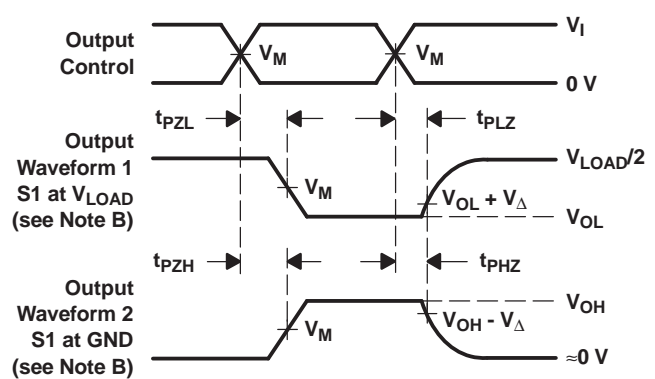 Output
Control
V_M
V_M
V_I
0 V
t_PZL
t_PLZ
Output
Waveform 1
S1 at V_LOAD
(see Note B)
V_M
V_LOAD/2
V_OL + V_Δ
V_OL
t_PZH
t_PHZ
Output
Waveform 2
S1 at GND
(see Note B)
V_M
V_OH
V_OH - V_Δ
≈0 V